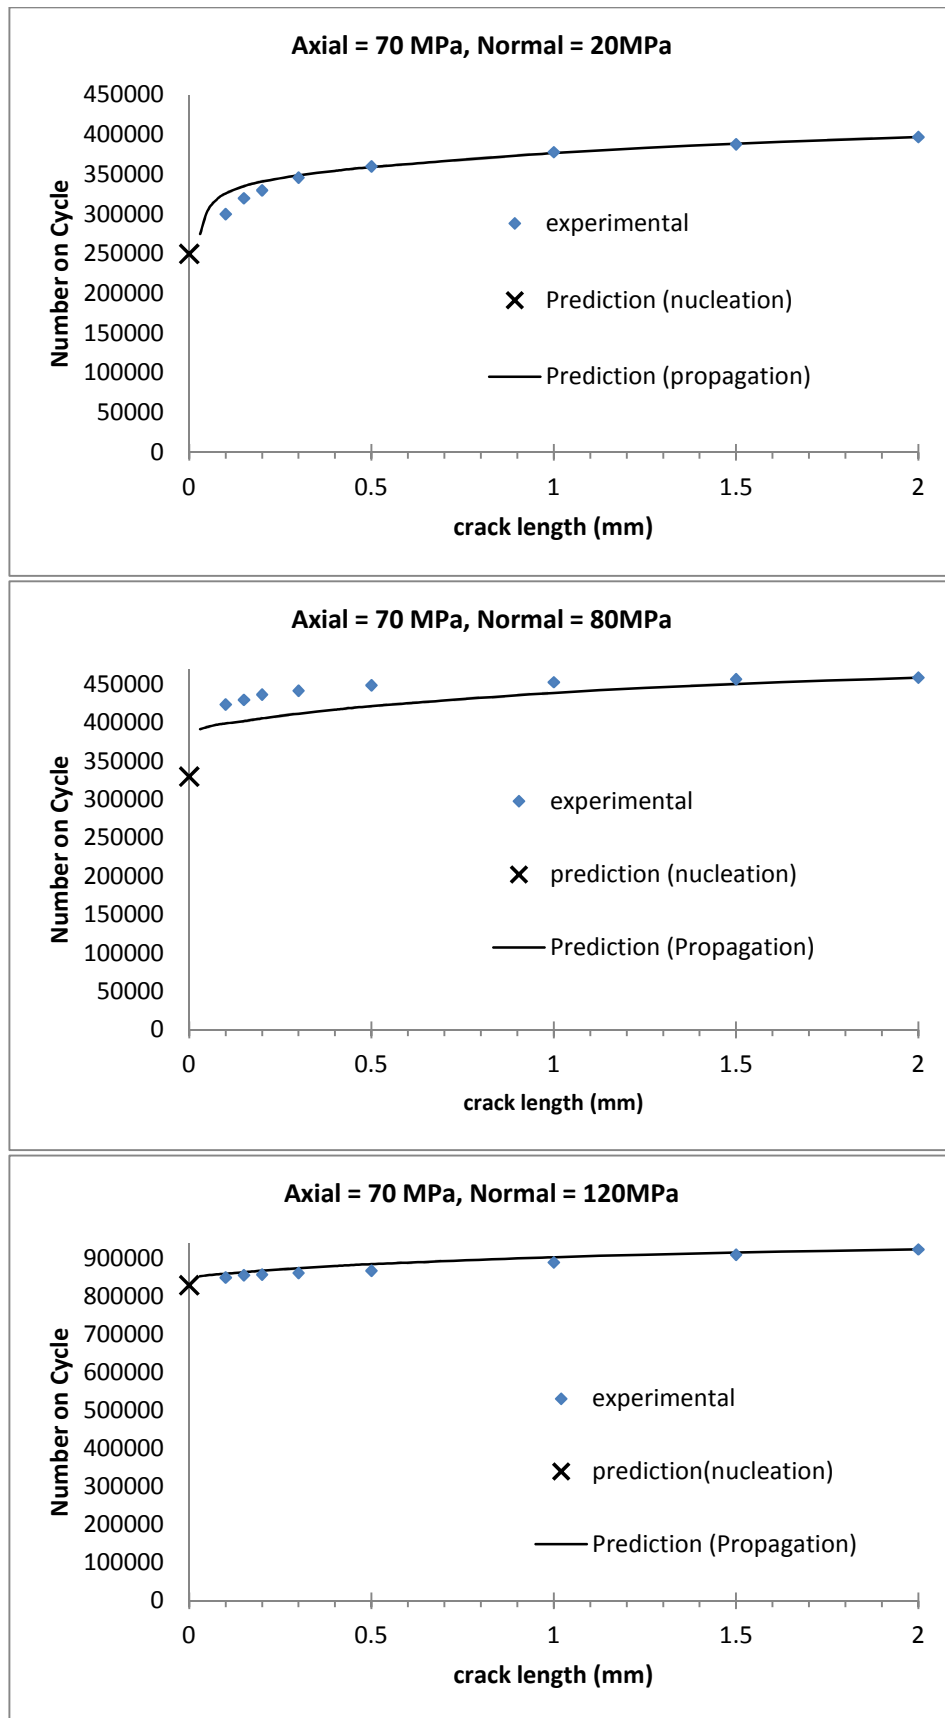 Axial = 70 MPa, Normal = 20MPa
450000
400000
350000
300000
250000
200000
150000
100000
50000
0
Number on Cycle
experimental
Prediction (nucleation)
Prediction (propagation)
0 0.5 1 1.5 2
crack length (mm)
Axial = 70 MPa, Normal = 80MPa
450000
400000
350000
300000
250000
200000
150000
100000
50000
0
Number on Cycle
experimental
prediction (nucleation)
Prediction (Propagation)
0 0.5 1 1.5 2
crack length (mm)
Axial = 70 MPa, Normal = 120MPa
900000
800000
700000
600000
500000
400000
300000
200000
100000
0
Number on Cycle
experimental
prediction(nucleation)
Prediction (Propagation)
0 0.5 1 1.5 2
crack length (mm)